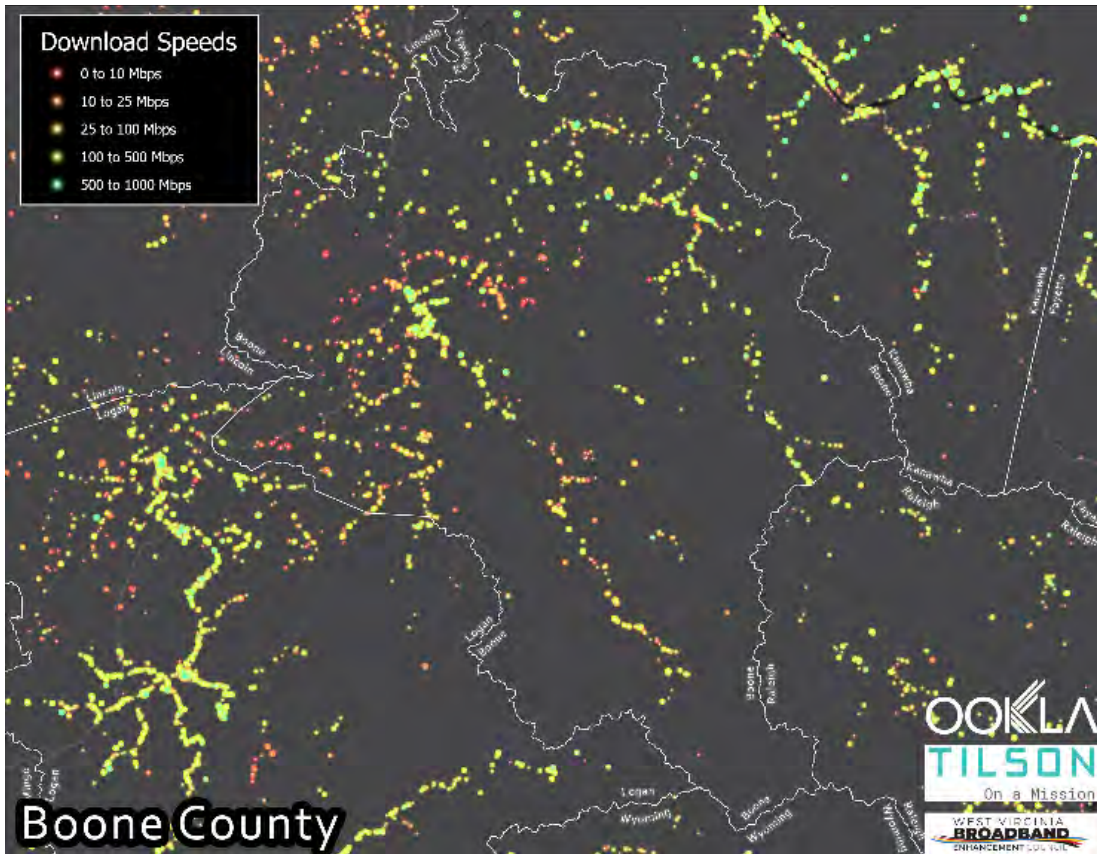 Download Speeds
0 to 10 Mbps
10 to 25 Mbps
25 to 100 Mbps
100 to 500 Mbps
500 to 1000 Mbps
Lincoln
Kanawha
Kanawha
Fayette
Boone
Lincoln
Kanawha
Boone
Lincoln
Logan
Kanawha
Raleigh
Raleigh
Logan
Boone
Boone
Raleigh
OOKLA
TILSON
On a Mission
Logan
Logan
Wyoming
Boone
Wyoming
Raleigh
Wyoming
Boone County
WEST VIRGINIA
BROADBAND
ENHANCEMENT COUNCIL